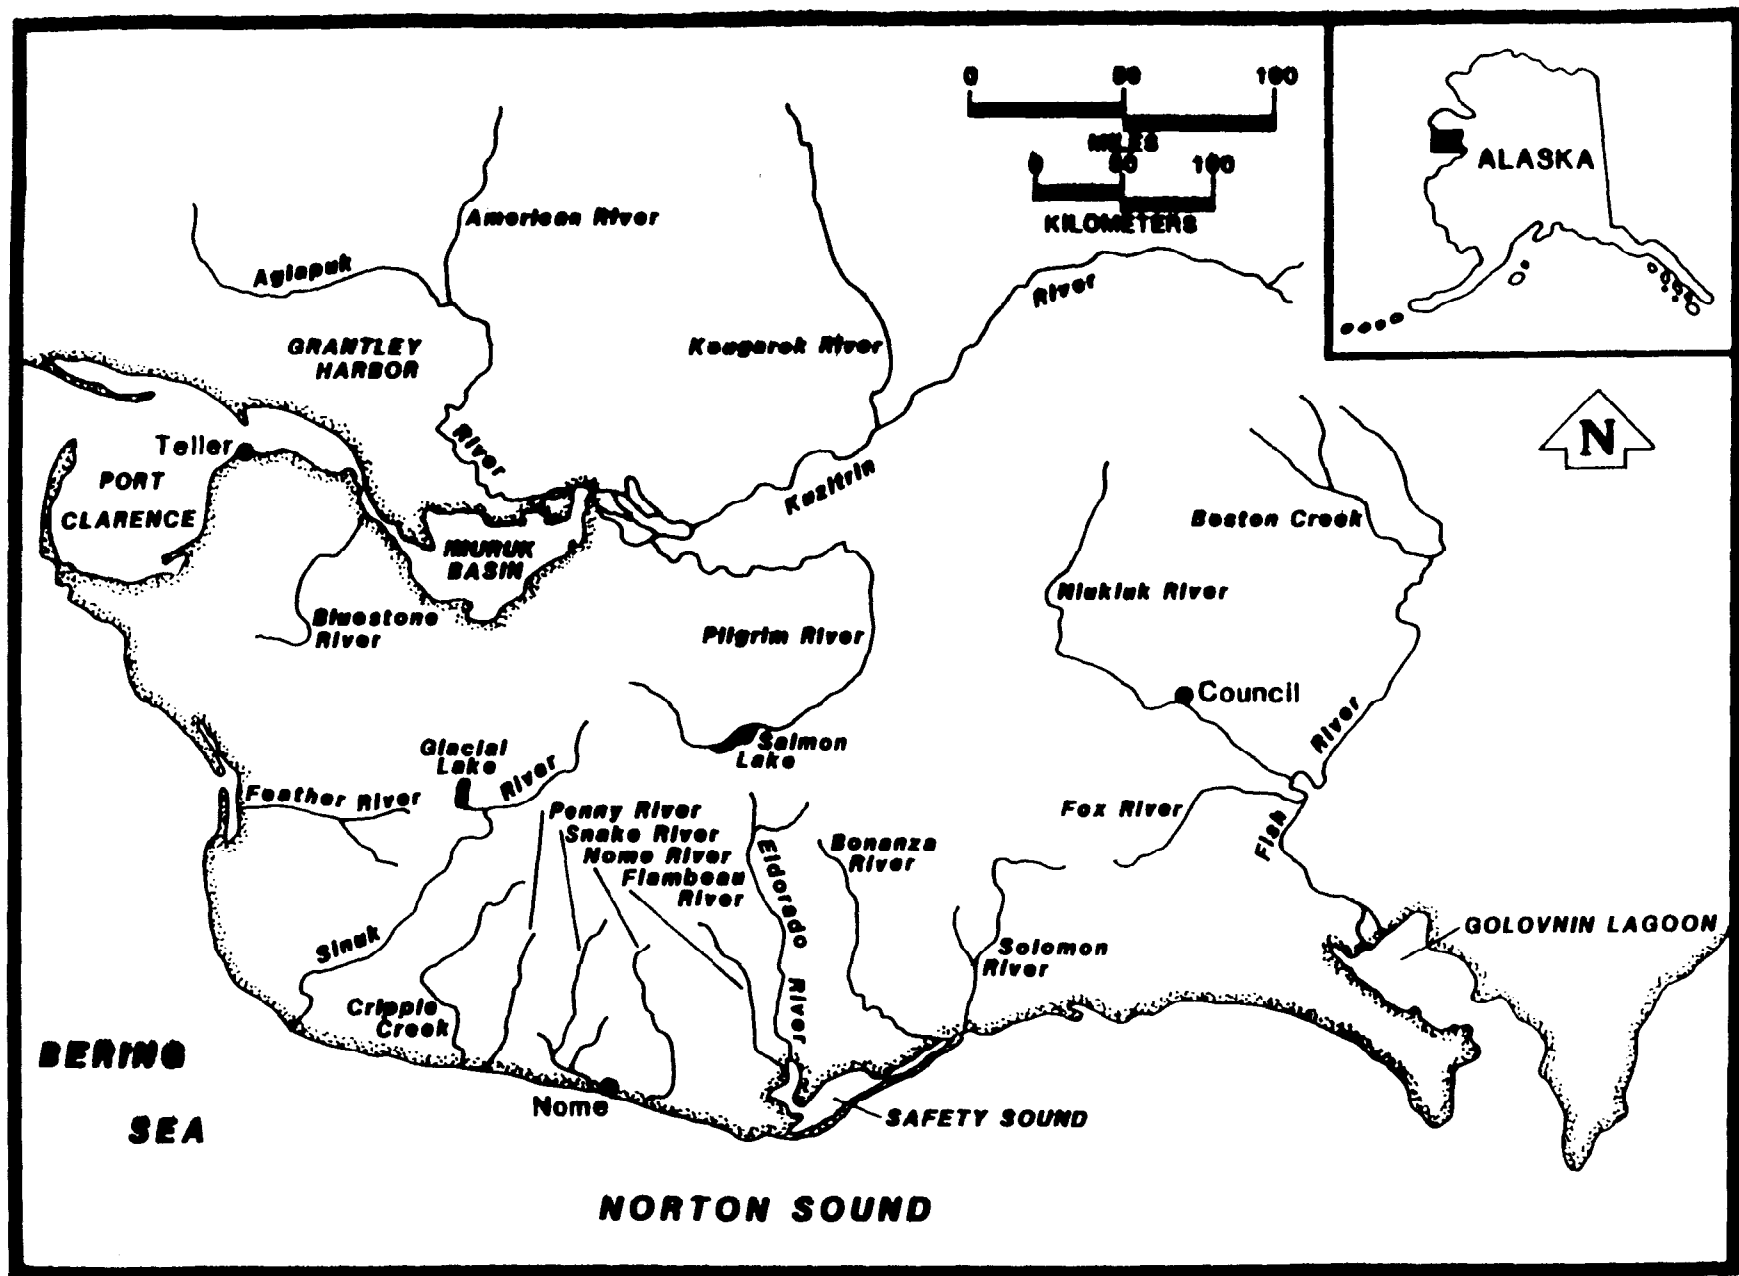 0 50 100
MILES
0 50 100
KILOMETERS
ALASKA
N
American River
Agiapuk
River
GRANTLEY
HARBOR
Kougarok River
River
Kuzitrin
Teller
PORT
CLARENCE
IMURUK
BASIN
Boston Creek
Niukluk River
Bluestone
River
Pilgrim River
Council
River
Glacial
Lake
River
Salmon
Lake
Feather River
Penny River
Snake River
Nome River
Flambeau
River
Eldorado
River
Bonanza
River
Fox River
Fish
Sinuk
Cripple
Creek
Solomon
River
GOLOVNIN LAGOON
BERING
SEA
Nome
SAFETY SOUND
NORTON SOUND